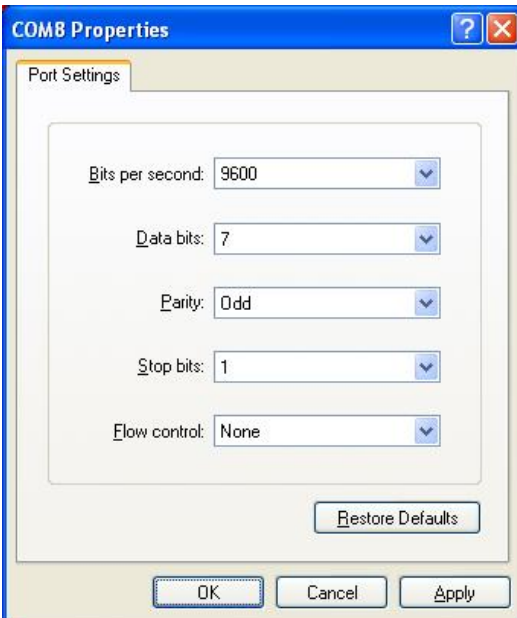 COM8 Properties
Port Settings
Bits per second: 9600
Data bits: 7
Parity: Odd
Stop bits: 1
Flow control: None
Restore Defaults
OK Cancel Apply